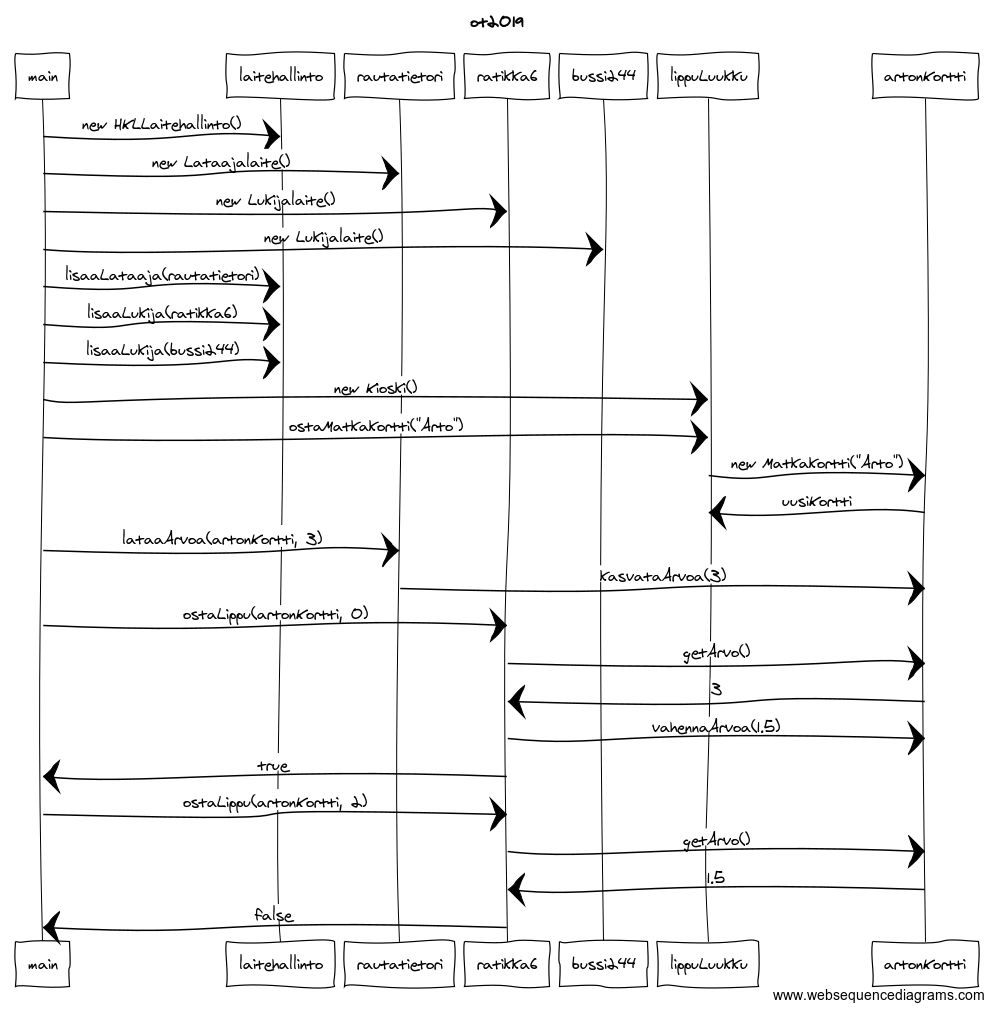 ot2019
main laitehallinto rautatietori ratikka6 bussi244 lippuLuukku artonKortti
new HKLLaitehallinto()
new Lataajalaite()
new Lukijalaite()
new Lukijalaite()
lisaaLataaja(rautatietori)
lisaaLukija(ratikka6)
lisaaLukija(bussi244)
new Kioski()
ostaMatkakortti("Arto")
new Matkakortti("Arto")
uusiKortti
lataaArvoa(artonKortti, 3)
kasvataArvoa(3)
ostaLippu(artonKortti, 0)
getArvo()
3
vahennaArvoa(1.5)
true
ostaLippu(artonKortti, 2)
getArvo()
1.5
false
main laitehallinto rautatietori ratikka6 bussi244 lippuLuukku artonKortti
www.websequencediagrams.com